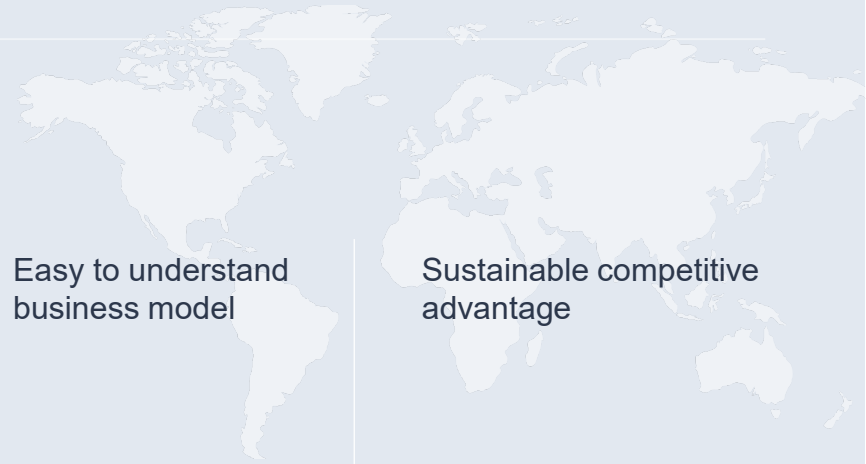 Easy to understand
business model
Sustainable competitive
advantage